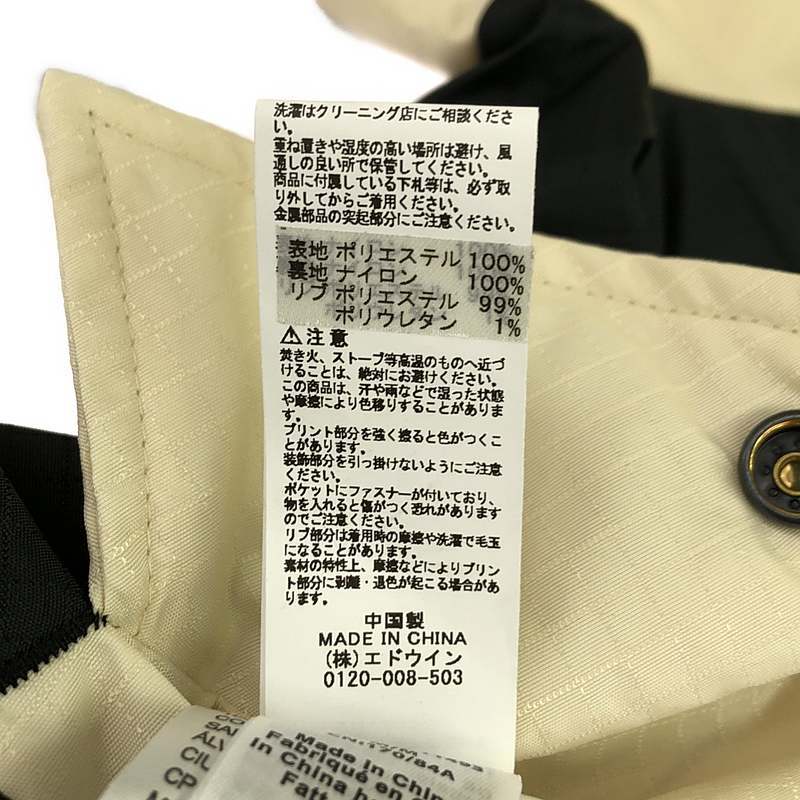 洗濯はクリーニング店にご相談くださ
い。
重ね置きや湿度の高い場所は避け、風
通しの良い所で保管してください。
商品に付属している下札等は、必ず取
り外してからご着用ください。
金属部品の突起部分にご注意ください。
表地 ポリエステル 100%
裏地 ナイロン 100%
リブ ポリエステル 99%
ポリウレタン 1%
⚠注意
焚き火、ストーブ等高温のものへ近づ
けることは、絶対にお避けください。
この商品は、汗や雨などで湿った状態
や摩擦により色移りすることがありま
す。
プリント部分を強く擦ると色がつくこ
とがあります。
装飾部分を引っ掛けないようにご注意
ください。
ポケットにファスナーが付いており、
物を入れると傷がつく恐れがあります
のでご注意ください。
リブ部分は着用時の摩擦や洗濯で毛玉
になることがあります。
素材の特性上、摩擦などによりプリン
ト部分に剥離・退色が起こる場合があ
ります。
中国製
MADE IN CHINA
(株)エドウイン
0120-008-503
Made in Chin
Fabriqué en
In China he
Fatt